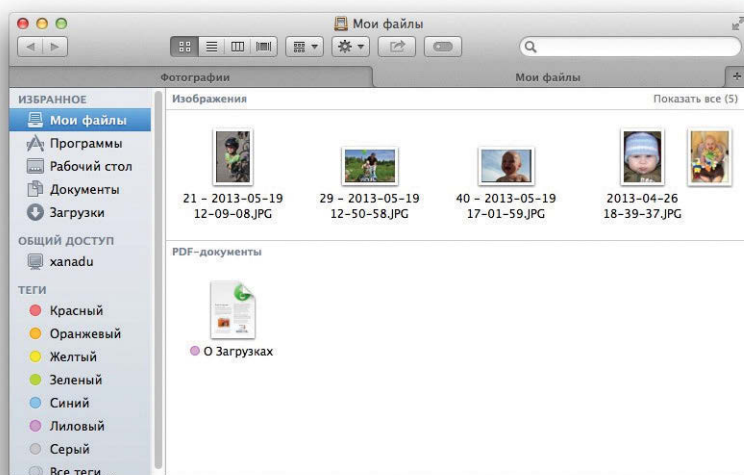 Мои файлы
Фотографии
Мои файлы
ИЗБРАННОЕ
Мои файлы
Программы
Рабочий стол
Документы
Загрузки
ОБЩИЙ ДОСТУП
xanadu
ТЕГИ
Красный
Оранжевый
Желтый
Зеленый
Синий
Лиловый
Серый
Все теги...
Изображения
Показать все (5)
21 – 2013-05-19
12-09-08.JPG
29 – 2013-05-19
12-50-58.JPG
40 – 2013-05-19
17-01-59.JPG
2013-04-26
18-39-37.JPG
PDF-документы
О Загрузках